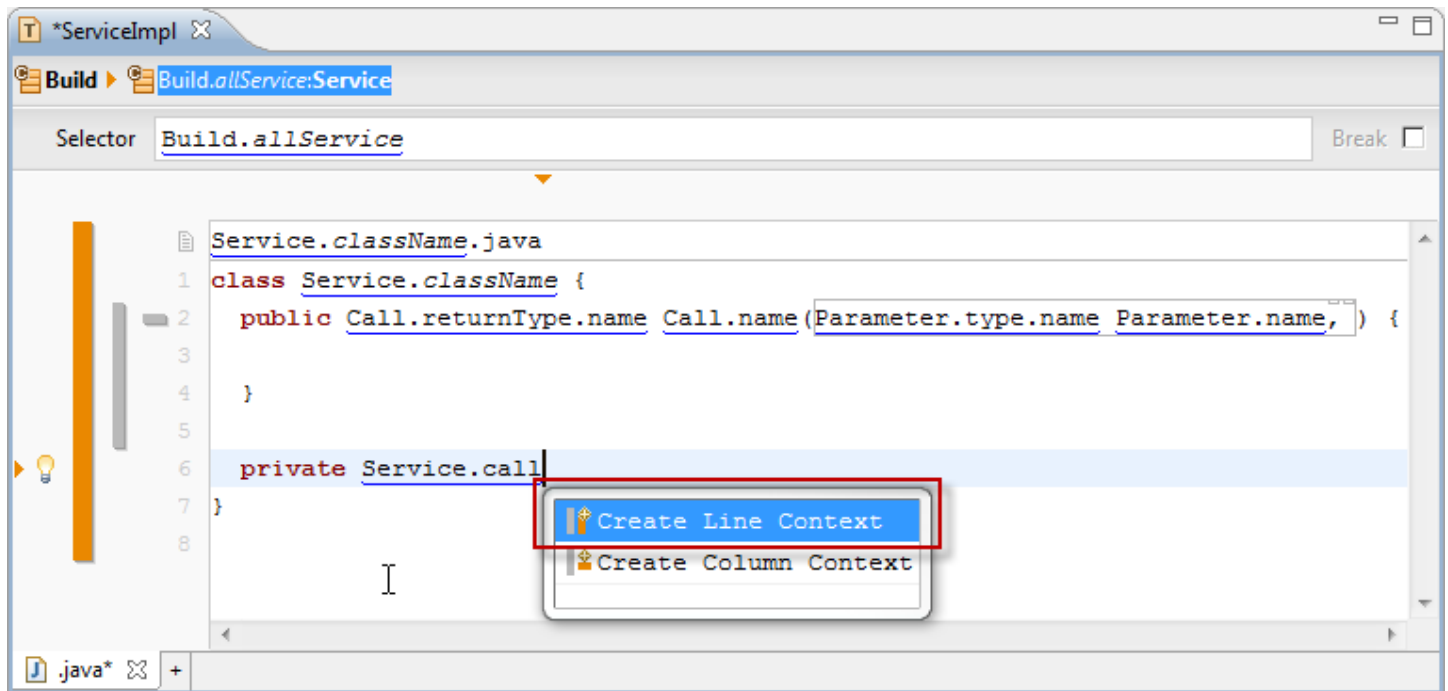 *ServiceImpl
Build Build.allService:Service
Selector Build.allService Break
Service.className.java
1 class Service.className {
2 public Call.returnType.name Call.name(Parameter.type.name Parameter.name, ) {
3
4 }
5
6 private Service.call
7 }
8
Create Line Context
Create Column Context
.java* +